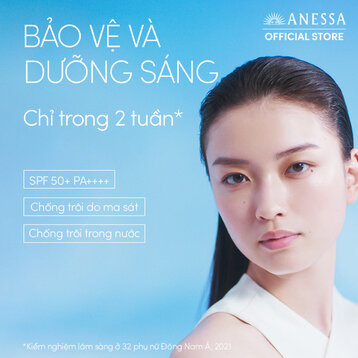 ANESSA
OFFICIAL STORE
BẢO VỆ VÀ
DƯỠNG SÁNG
Chỉ trong 2 tuần*
SPF 50+ PA++++
Chống trôi do ma sát
Chống trôi trong nước
*Kiểm nghiệm lâm sàng ở 32 phụ nữ Đông Nam Á, 2021